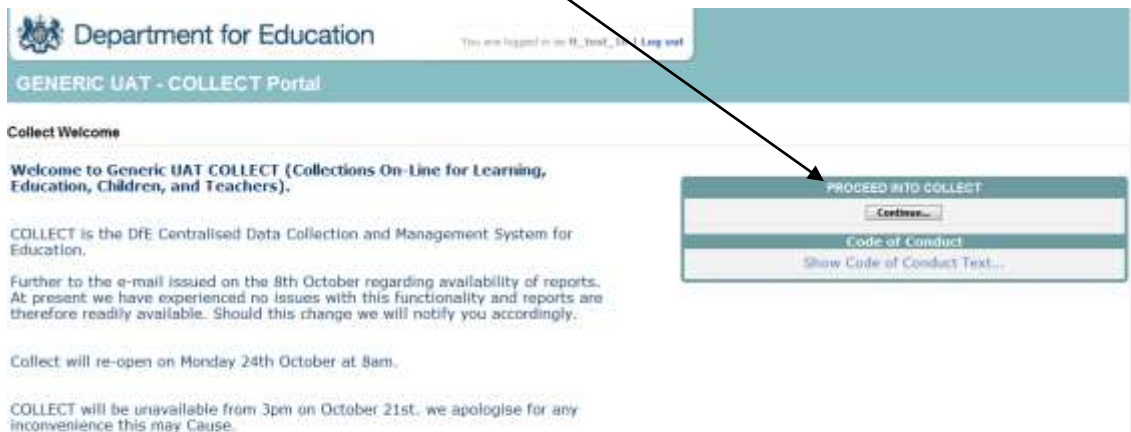 Department for Education
You are logged in as | Log out
GENERIC UAT - COLLECT Portal
Collect Welcome
Welcome to Generic UAT COLLECT (Collections On-Line for Learning,
Education, Children, and Teachers).
COLLECT is the DfE Centralised Data Collection and Management System for
Education.
Further to the e-mail issued on the 8th October regarding availability of reports.
At present we have experienced no issues with this functionality and reports are
therefore readily available. Should this change we will notify you accordingly.
Collect will re-open on Monday 24th October at 8am.
COLLECT will be unavailable from 3pm on October 21st. we apologise for any
inconvenience this may Cause.
PROCEED INTO COLLECT
Continue...
Code of Conduct
Show Code of Conduct Text...